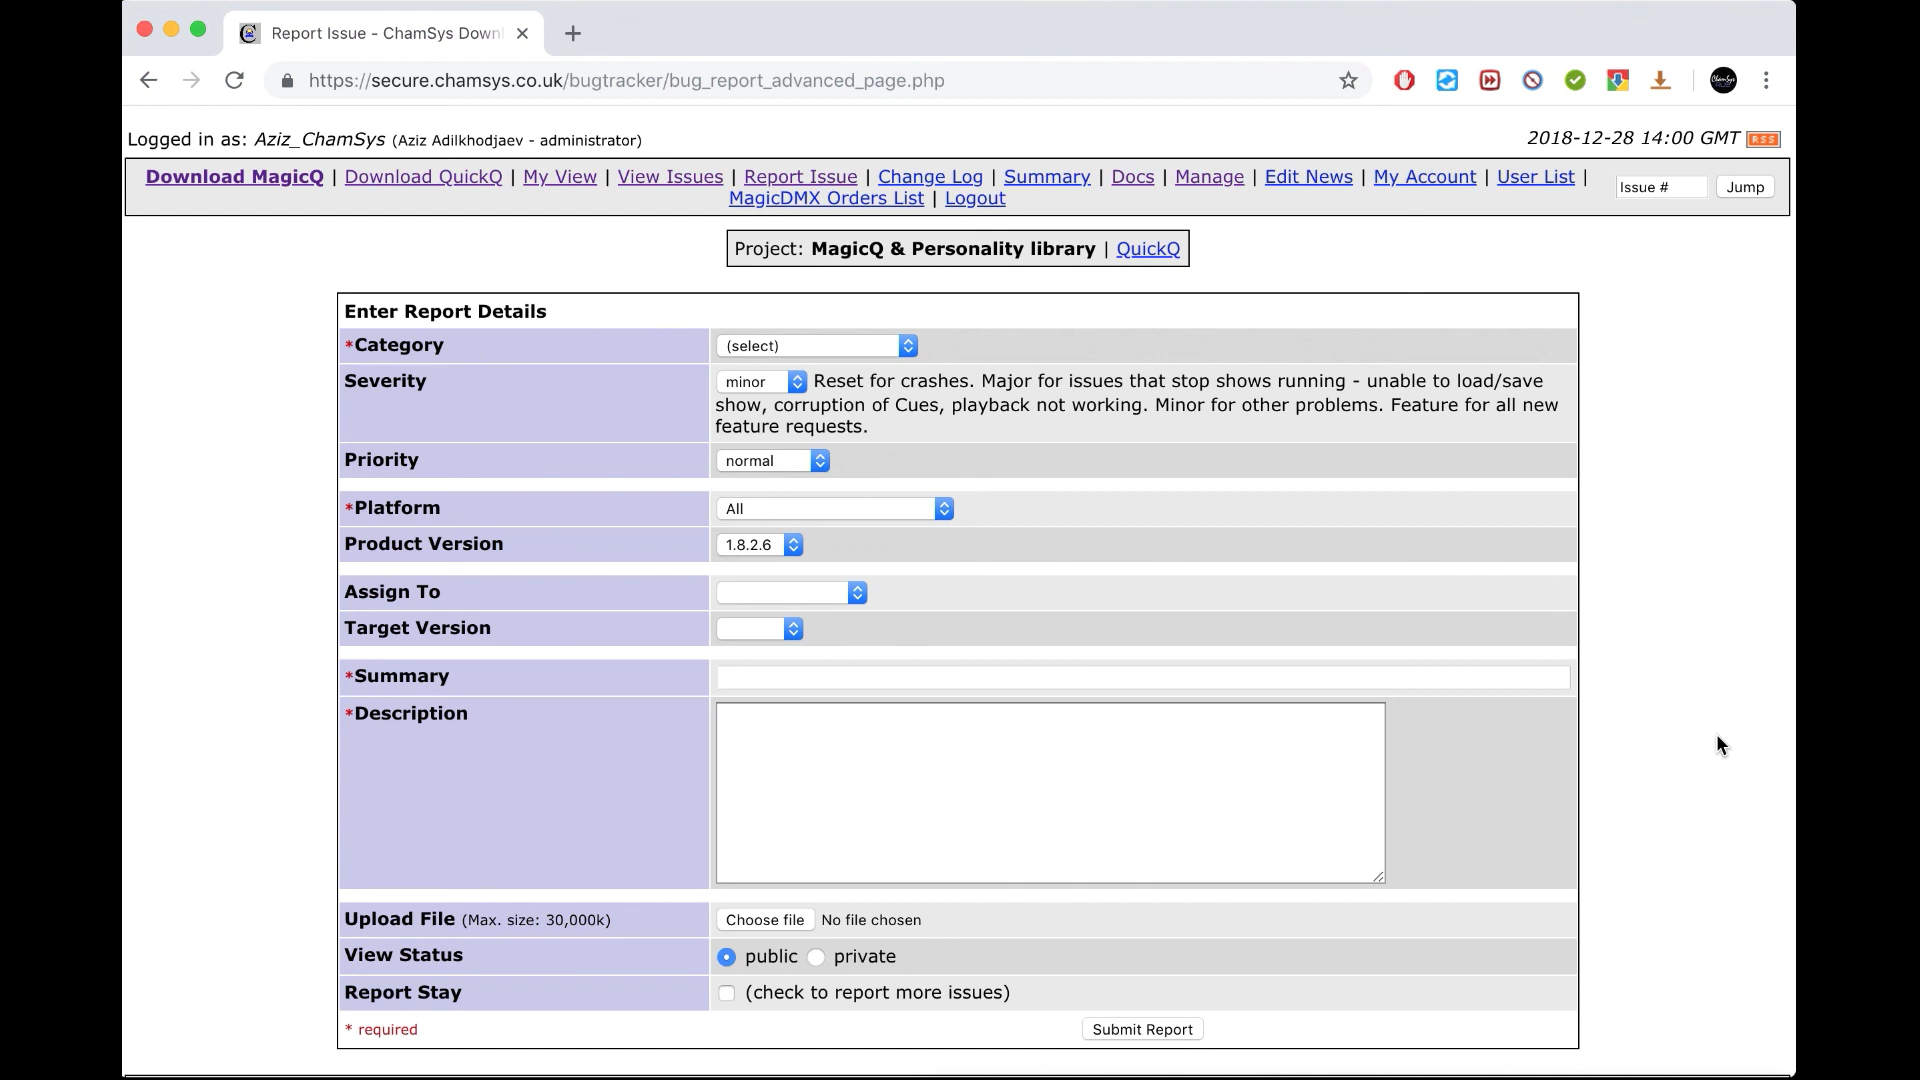 Report Issue - ChamSys Down
https://secure.chamsys.co.uk/bugtracker/bug_report_advanced_page.php
Logged in as: Aziz_ChamSys (Aziz Adilkhodjaev - administrator)
2018-12-28 14:00 GMT RSS
Download MagicQ | Download QuickQ | My View | View Issues | Report Issue | Change Log | Summary | Docs | Manage | Edit News | My Account | User List |
MagicDMX Orders List | Logout
Issue # Jump
Project: MagicQ & Personality library | QuickQ
Enter Report Details
*Category (select)
Severity minor Reset for crashes. Major for issues that stop shows running - unable to load/save
show, corruption of Cues, playback not working. Minor for other problems. Feature for all new
feature requests.
Priority normal
*Platform All
Product Version 1.8.2.6
Assign To
Target Version
*Summary
*Description
Upload File (Max. size: 30,000k) Choose file No file chosen
View Status public private
Report Stay (check to report more issues)
* required Submit Report